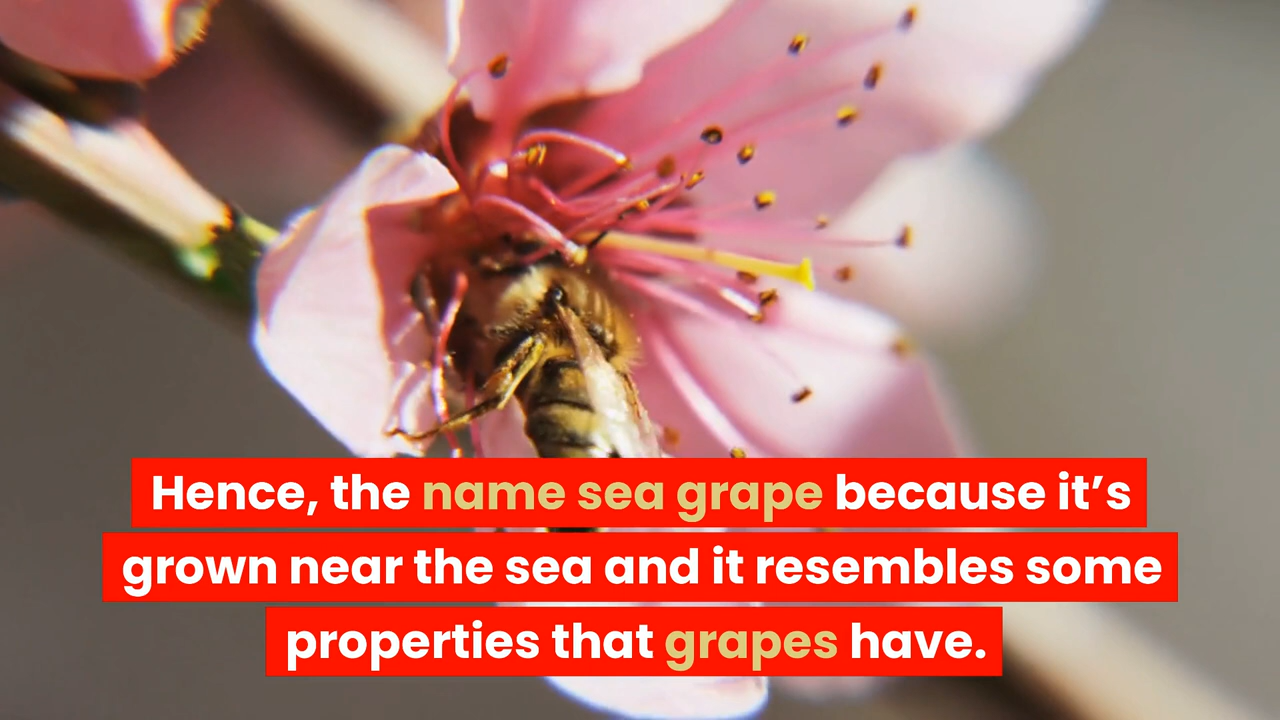 Hence, the name sea grape because it’s
grown near the sea and it resembles some
properties that grapes have.